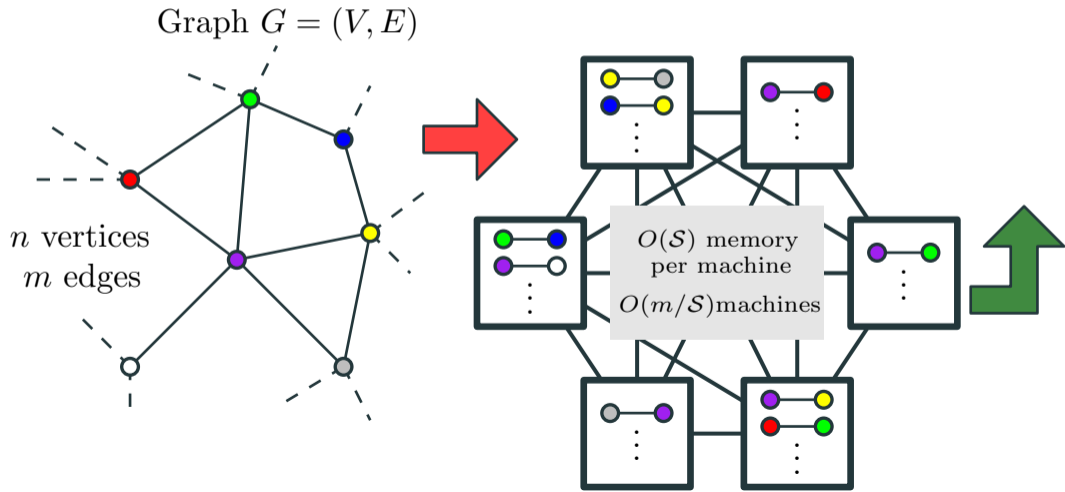 Graph G = (V, E)
n vertices
m edges
O(𝒮) memory
per machine
O(m/𝒮)machines